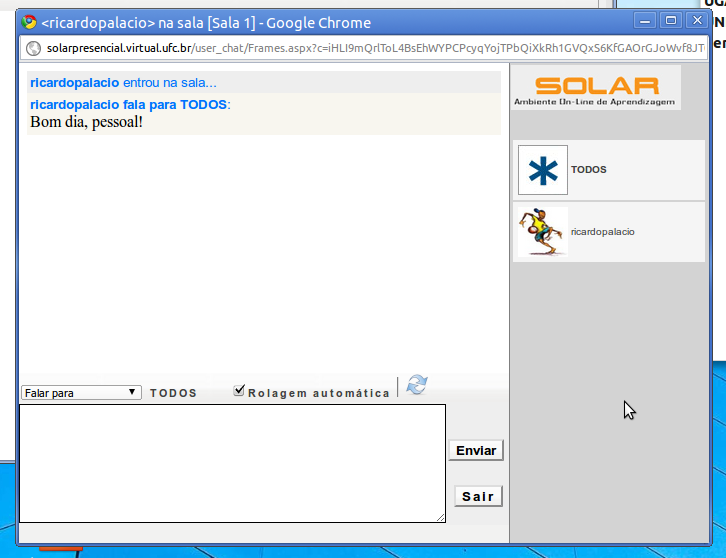 <ricardopalacio> na sala [Sala 1] - Google Chrome
solarpresencial.virtual.ufc.br/user_chat/Frames.aspx?c=iHLI9mQrlToL4BsEhWYPCPcyqYojTPbQiXkRh1GVQxS6KfGAOrGJoWvf8JT
ricardopalacio entrou na sala...
ricardopalacio fala para TODOS:
Bom dia, pessoal!
SOLAR
Ambiente On-Line de Aprendizagem
TODOS
ricardopalacio
Falar para
TODOS
Rolagem automática
Enviar
Sair